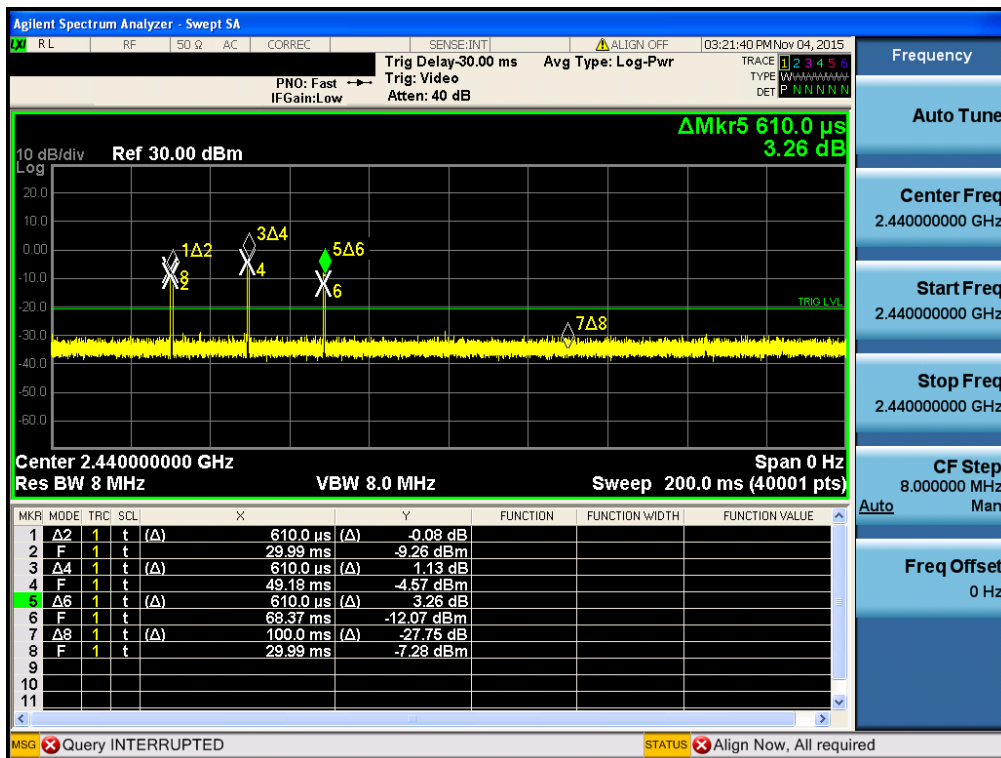 Agilent Spectrum Analyzer - Swept SA
LXI RL RF 50 Ω AC CORREC SENSE:INT ALIGN OFF 03:21:40 PM Nov 04, 2015
Trig Delay-30.00 ms Avg Type: Log-Pwr TRACE 1 2 3 4 5 6
PNO: Fast Trig: Video TYPE
IFGain:Low Atten: 40 dB DET P N N N N N
ΔMkr5 610.0 µs
10 dB/div Ref 30.00 dBm 3.26 dB
Log
20.0
10.0
0.00
-10.0
-20.0
-30.0
-40.0
-50.0
-60.0
1Δ2
3Δ4
5Δ6
8
2
4
6
7Δ8
TRIG LVL
Center 2.440000000 GHz Span 0 Hz
Res BW 8 MHz VBW 8.0 MHz Sweep 200.0 ms (40001 pts)
MKR MODE TRC SCL X Y FUNCTION FUNCTION WIDTH FUNCTION VALUE
1 Δ2 1 t (Δ) 610.0 µs (Δ) -0.08 dB
2 F 1 t 29.99 ms -9.26 dBm
3 Δ4 1 t (Δ) 610.0 µs (Δ) 1.13 dB
4 F 1 t 49.18 ms -4.57 dBm
5 Δ6 1 t (Δ) 610.0 µs (Δ) 3.26 dB
6 F 1 t 68.37 ms -12.07 dBm
7 Δ8 1 t (Δ) 100.0 ms (Δ) -27.75 dB
8 F 1 t 29.99 ms -7.28 dBm
9
10
11
MSG Query INTERRUPTED STATUS Align Now, All required
Frequency
Auto Tune
Center Freq
2.440000000 GHz
Start Freq
2.440000000 GHz
Stop Freq
2.440000000 GHz
CF Step
8.000000 MHz
Auto Man
Freq Offset
0 Hz